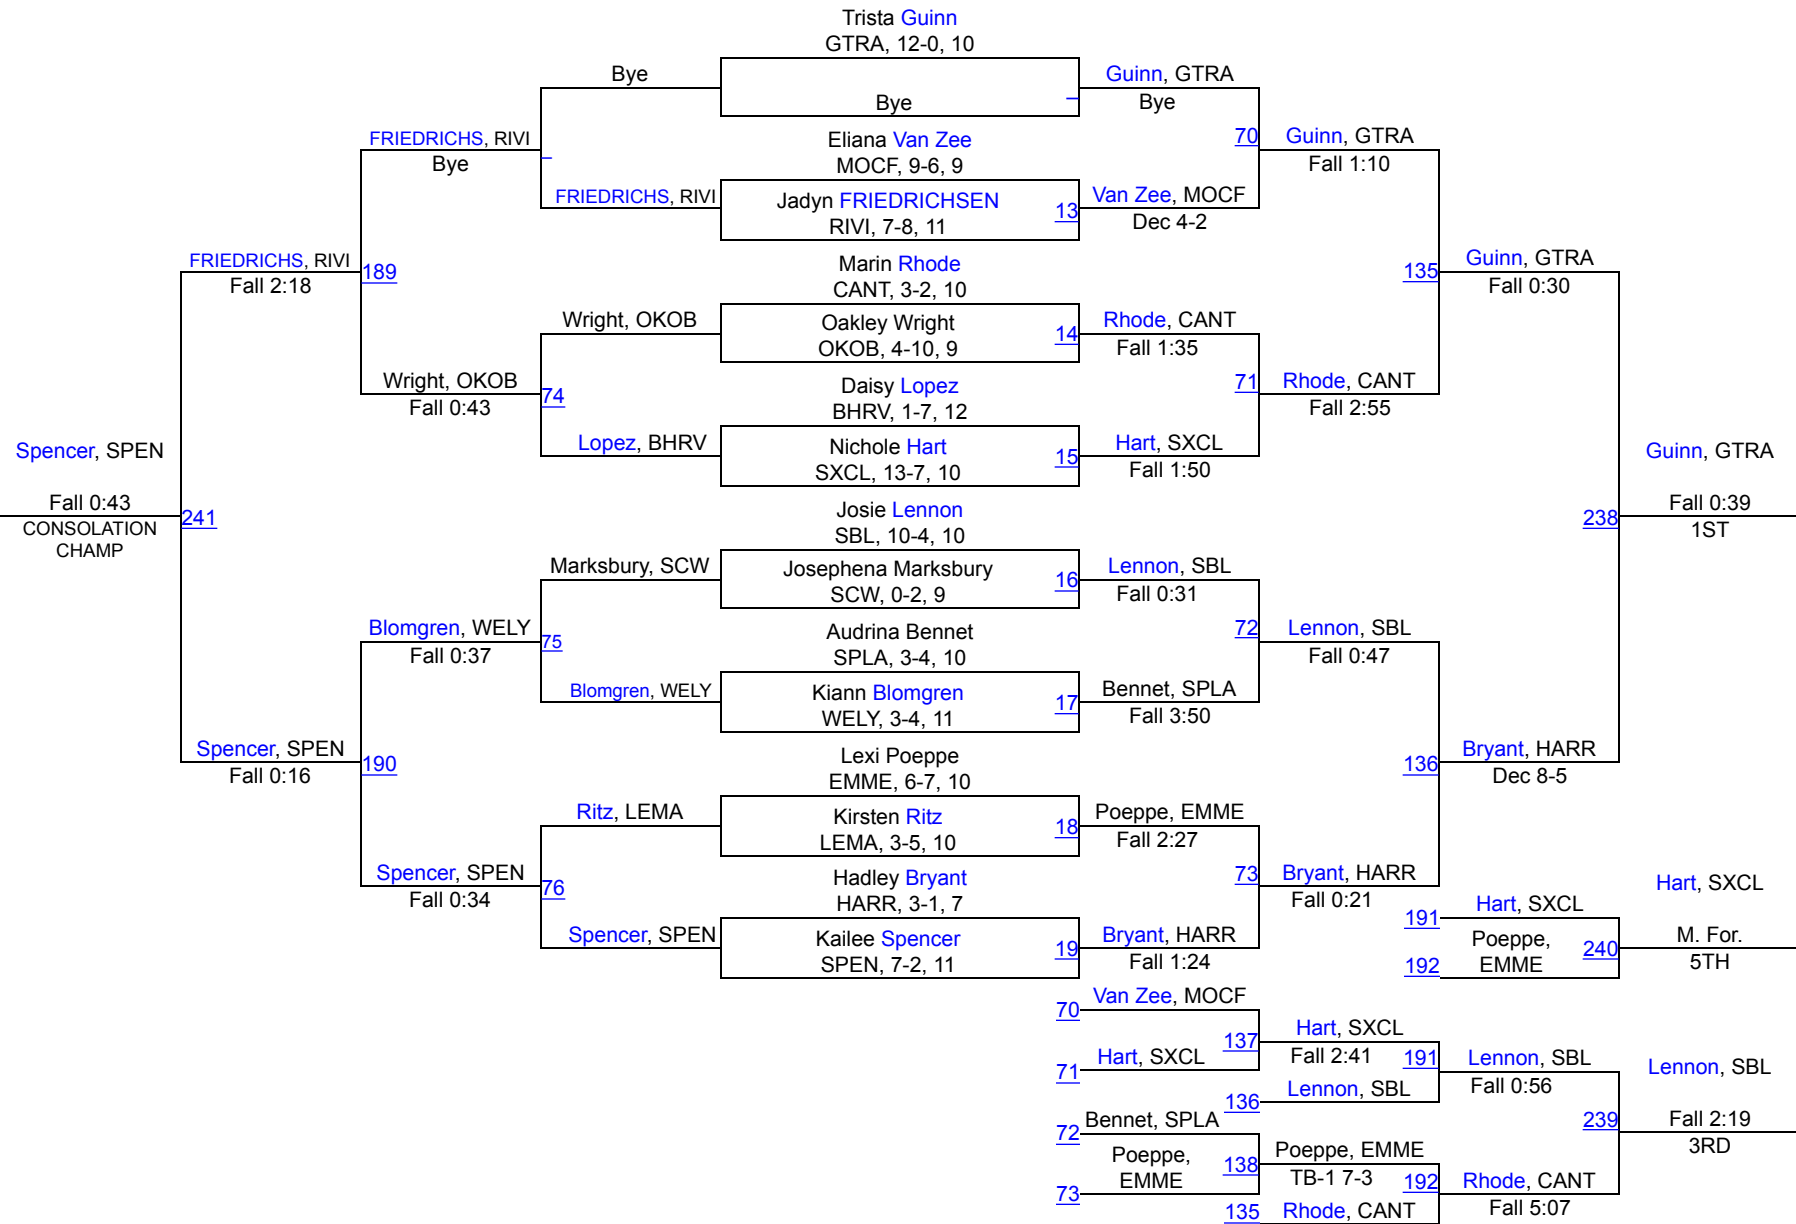 Trista Guinn
GTRA, 12-0, 10
Bye
Bye
Guinn, GTRA
Bye
FRIEDRICHS, RIVI
Bye
Eliana Van Zee
MOCF, 9-6, 9
70
Guinn, GTRA
Fall 1:10
FRIEDRICHS, RIVI
Jadyn FRIEDRICHSEN
RIVI, 7-8, 11
13
Van Zee, MOCF
Dec 4-2
FRIEDRICHS, RIVI
Fall 2:18
189
Marin Rhode
CANT, 3-2, 10
135
Guinn, GTRA
Fall 0:30
Wright, OKOB
Oakley Wright
OKOB, 4-10, 9
14
Rhode, CANT
Fall 1:35
Wright, OKOB
Fall 0:43
74
Daisy Lopez
BHRV, 1-7, 12
71
Rhode, CANT
Fall 2:55
Lopez, BHRV
Nichole Hart
SXCL, 13-7, 10
15
Hart, SXCL
Fall 1:50
Spencer, SPEN
Fall 0:43
CONSOLATION
CHAMP
241
Guinn, GTRA
Fall 0:39
1ST
238
Josie Lennon
SBL, 10-4, 10
Marksbury, SCW
Josephena Marksbury
SCW, 0-2, 9
16
Lennon, SBL
Fall 0:31
Blomgren, WELY
Fall 0:37
75
Audrina Bennet
SPLA, 3-4, 10
72
Lennon, SBL
Fall 0:47
Blomgren, WELY
Kiann Blomgren
WELY, 3-4, 11
17
Bennet, SPLA
Fall 3:50
Spencer, SPEN
Fall 0:16
190
Lexi Poeppe
EMME, 6-7, 10
136
Bryant, HARR
Dec 8-5
Ritz, LEMA
Kirsten Ritz
LEMA, 3-5, 10
18
Poeppe, EMME
Fall 2:27
Spencer, SPEN
Fall 0:34
76
Hadley Bryant
HARR, 3-1, 7
73
Bryant, HARR
Fall 0:21
Spencer, SPEN
Kailee Spencer
SPEN, 7-2, 11
19
Bryant, HARR
Fall 1:24
191
Hart, SXCL
Poeppe,
EMME
192
240
Hart, SXCL
M. For.
5TH
70
Van Zee, MOCF
137
Hart, SXCL
Fall 2:41
71
Hart, SXCL
191
Lennon, SBL
Fall 0:56
136
Lennon, SBL
239
Lennon, SBL
Fall 2:19
3RD
72
Bennet, SPLA
Poeppe,
EMME
138
Poeppe, EMME
TB-1 7-3
73
192
Rhode, CANT
Fall 5:07
135
Rhode, CANT